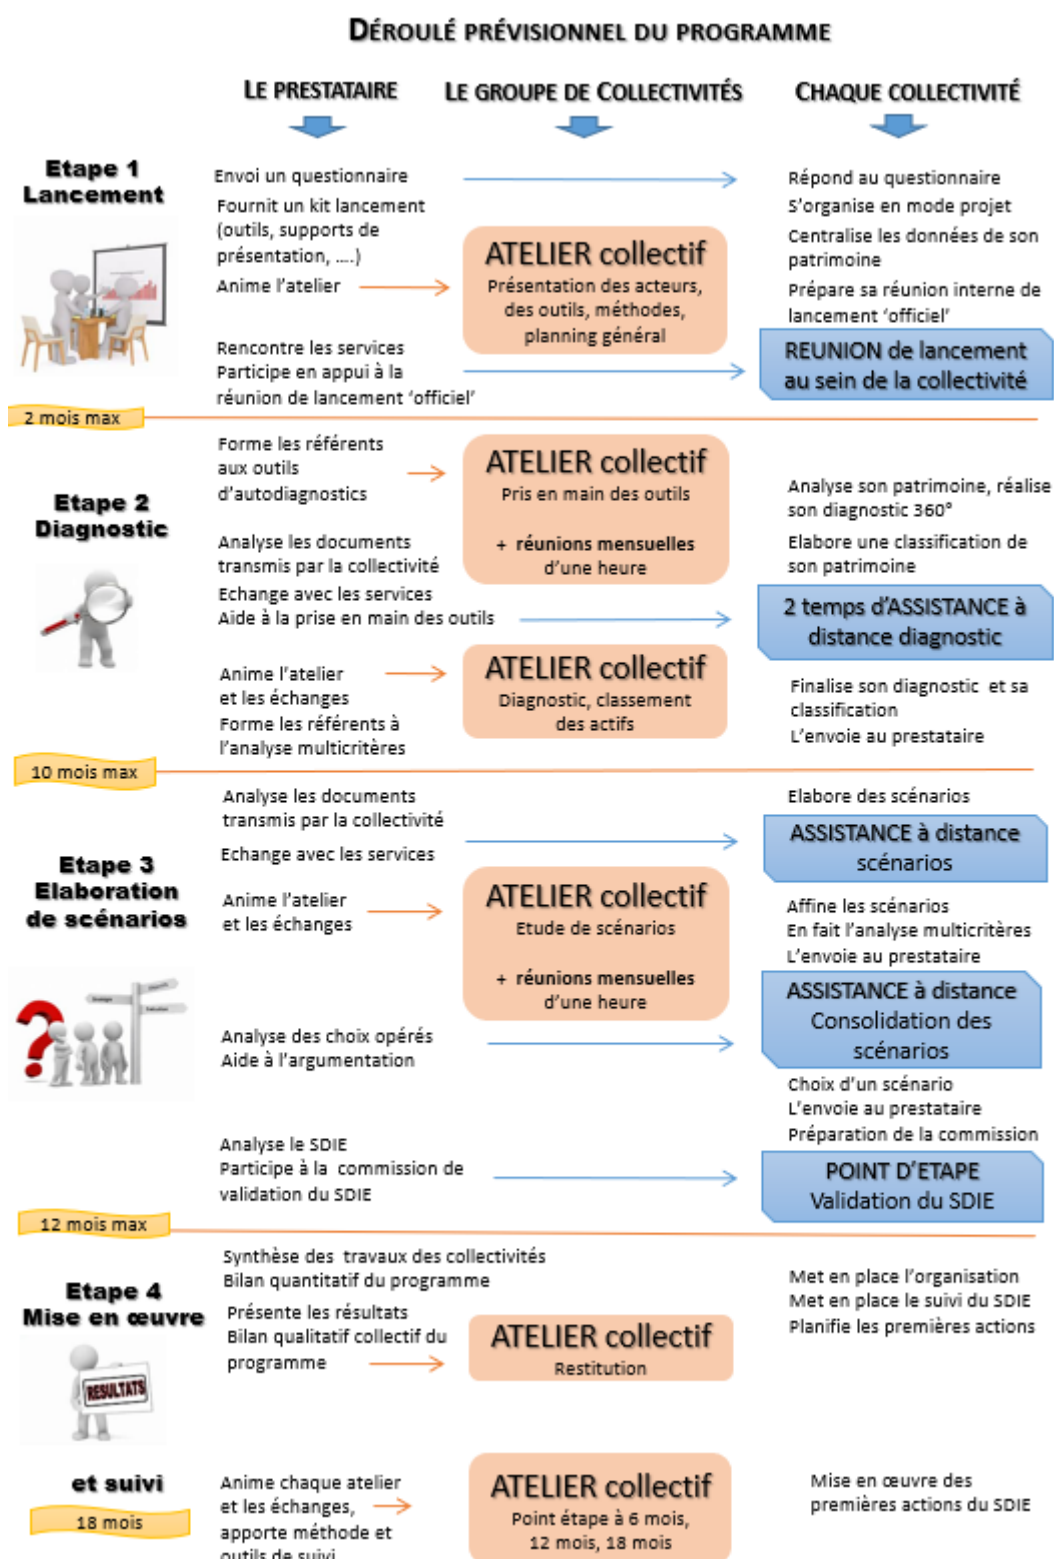 DÉROULÉ PRÉVISIONNEL DU PROGRAMME
LE PRESTATAIRE
LE GROUPE DE COLLECTIVITÉS
CHAQUE COLLECTIVITÉ
Etape 1
Lancement
Envoi un questionnaire
Fournit un kit lancement
(outils, supports de
présentation, ....)
Anime l'atelier
Rencontre les services
Participe en appui à la
réunion de lancement 'officiel'
ATELIER collectif
Présentation des acteurs,
des outils, méthodes,
planning général
Répond au questionnaire
S'organise en mode projet
Centralise les données de son
patrimoine
Prépare sa réunion interne de
lancement 'officiel'
REUNION de lancement
au sein de la collectivité
2 mois max
Etape 2
Diagnostic
Forme les référents
aux outils
d'autodiagnostics
Analyse les documents
transmis par la collectivité
Echange avec les services
Aide à la prise en main des outils
Anime l'atelier
et les échanges
Forme les référents à
l'analyse multicritères
ATELIER collectif
Pris en main des outils
+ réunions mensuelles
d'une heure
ATELIER collectif
Diagnostic, classement
des actifs
Analyse son patrimoine, réalise
son diagnostic 360°
Elabore une classification de
son patrimoine
2 temps d'ASSISTANCE à
distance diagnostic
Finalise son diagnostic et sa
classification
L'envoie au prestataire
10 mois max
Etape 3
Elaboration
de scénarios
Analyse les documents
transmis par la collectivité
Echange avec les services
Anime l'atelier
et les échanges
Analyse des choix opérés
Aide à l'argumentation
Analyse le SDIE
Participe à la commission de
validation du SDIE
ATELIER collectif
Etude de scénarios
+ réunions mensuelles
d'une heure
Elabore des scénarios
ASSISTANCE à distance
scénarios
Affine les scénarios
En fait l'analyse multicritères
L'envoie au prestataire
ASSISTANCE à distance
Consolidation des
scénarios
Choix d'un scénario
L'envoie au prestataire
Préparation de la commission
POINT D'ETAPE
Validation du SDIE
12 mois max
Etape 4
Mise en œuvre
RESULTATS
Synthèse des travaux des collectivités
Bilan quantitatif du programme
Présente les résultats
Bilan qualitatif collectif du
programme
ATELIER collectif
Restitution
Met en place l'organisation
Met en place le suivi du SDIE
Planifie les premières actions
et suivi
18 mois
Anime chaque atelier
et les échanges,
apporte méthode et
outils de suivi
ATELIER collectif
Point étape à 6 mois,
12 mois, 18 mois
Mise en œuvre des
premières actions du SDIE